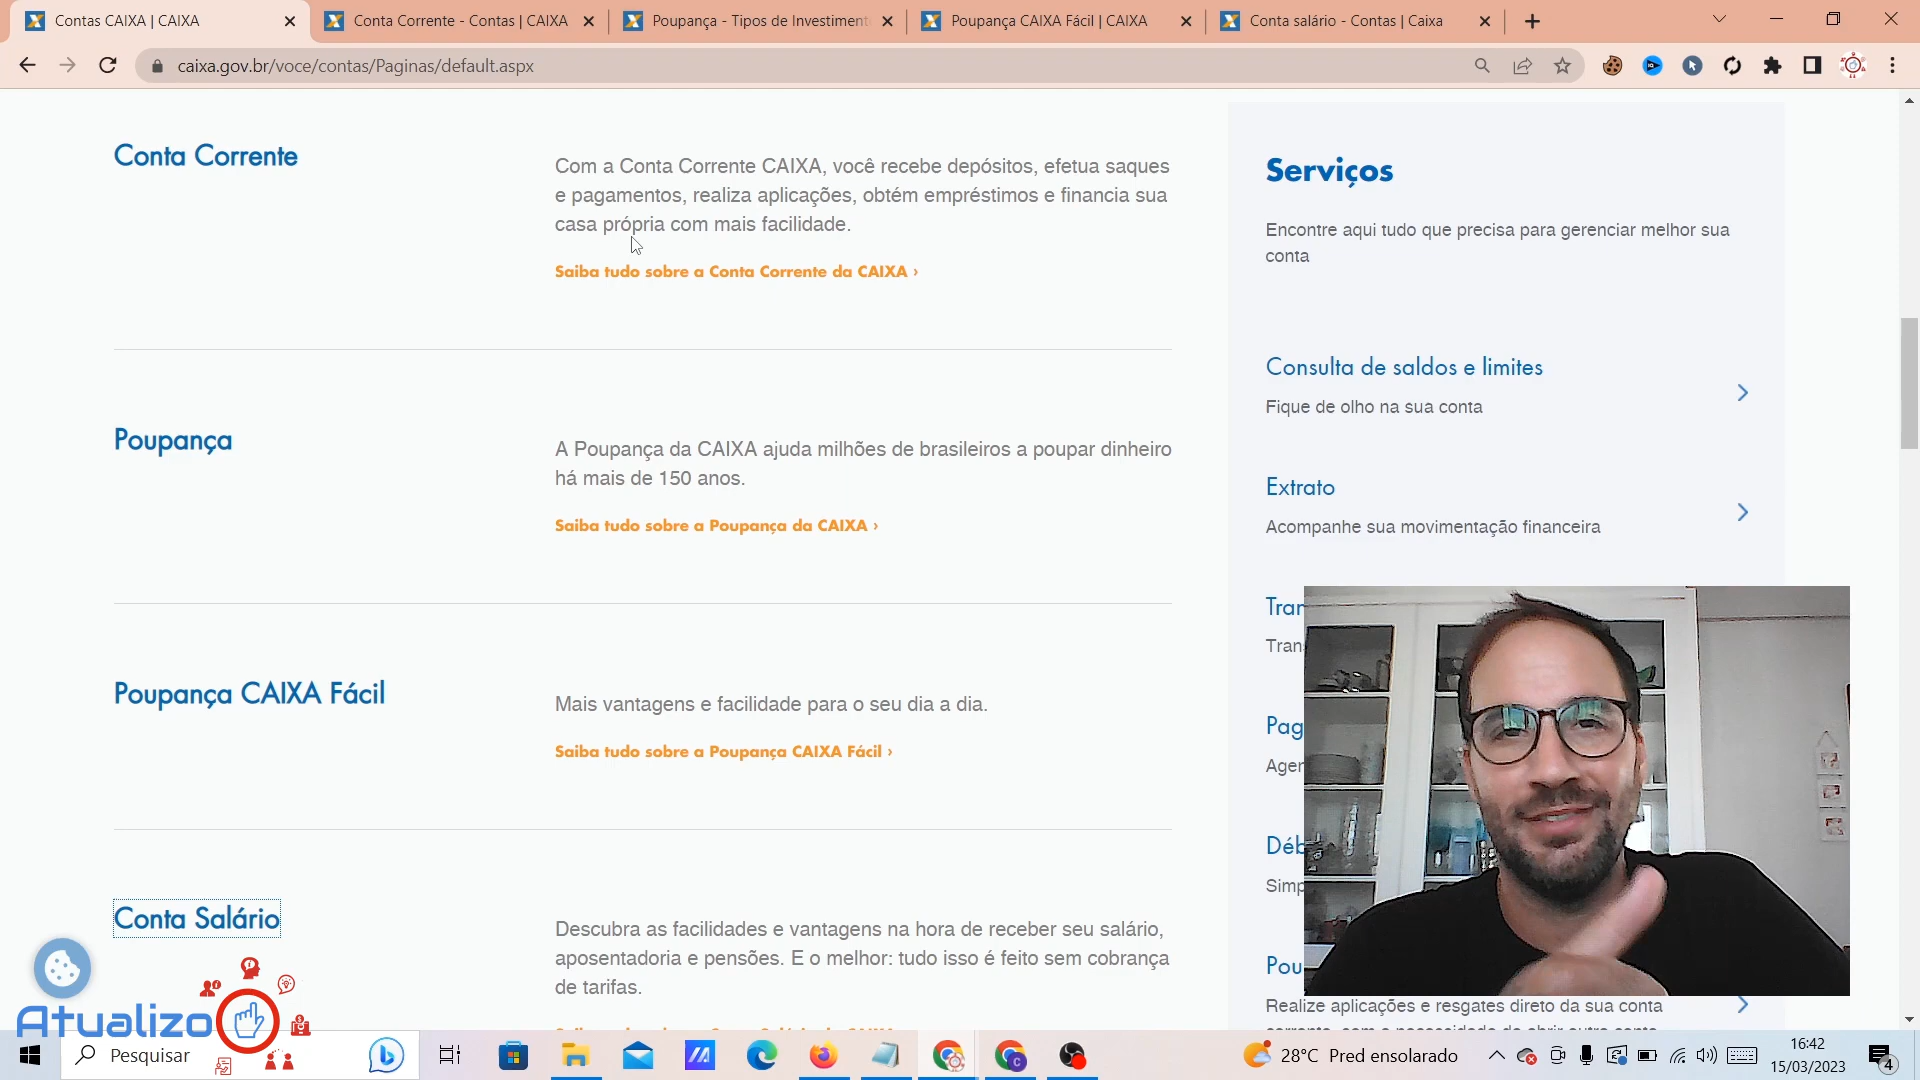 Contas CAIXA | CAIXA
Conta Corrente - Contas | CAIXA
Poupança - Tipos de Investiment
Poupança CAIXA Fácil | CAIXA
Conta salário - Contas | Caixa
caixa.gov.br/voce/contas/Paginas/default.aspx
Conta Corrente
Com a Conta Corrente CAIXA, você recebe depósitos, efetua saques
e pagamentos, realiza aplicações, obtém empréstimos e financia sua
casa própria com mais facilidade.
Saiba tudo sobre a Conta Corrente da CAIXA ›
Poupança
A Poupança da CAIXA ajuda milhões de brasileiros a poupar dinheiro
há mais de 150 anos.
Saiba tudo sobre a Poupança da CAIXA ›
Poupança CAIXA Fácil
Mais vantagens e facilidade para o seu dia a dia.
Saiba tudo sobre a Poupança CAIXA Fácil ›
Conta Salário
Descubra as facilidades e vantagens na hora de receber seu salário,
aposentadoria e pensões. E o melhor: tudo isso é feito sem cobrança
de tarifas.
Serviços
Encontre aqui tudo que precisa para gerenciar melhor sua
conta
Consulta de saldos e limites
Fique de olho na sua conta
Extrato
Acompanhe sua movimentação financeira
Tran
Tran
Pag
Agen
Déb
Simp
Pou
Realize aplicações e resgates direto da sua conta
Atualizo
Pesquisar
28°C Pred ensolarado
16:42
15/03/2023
4